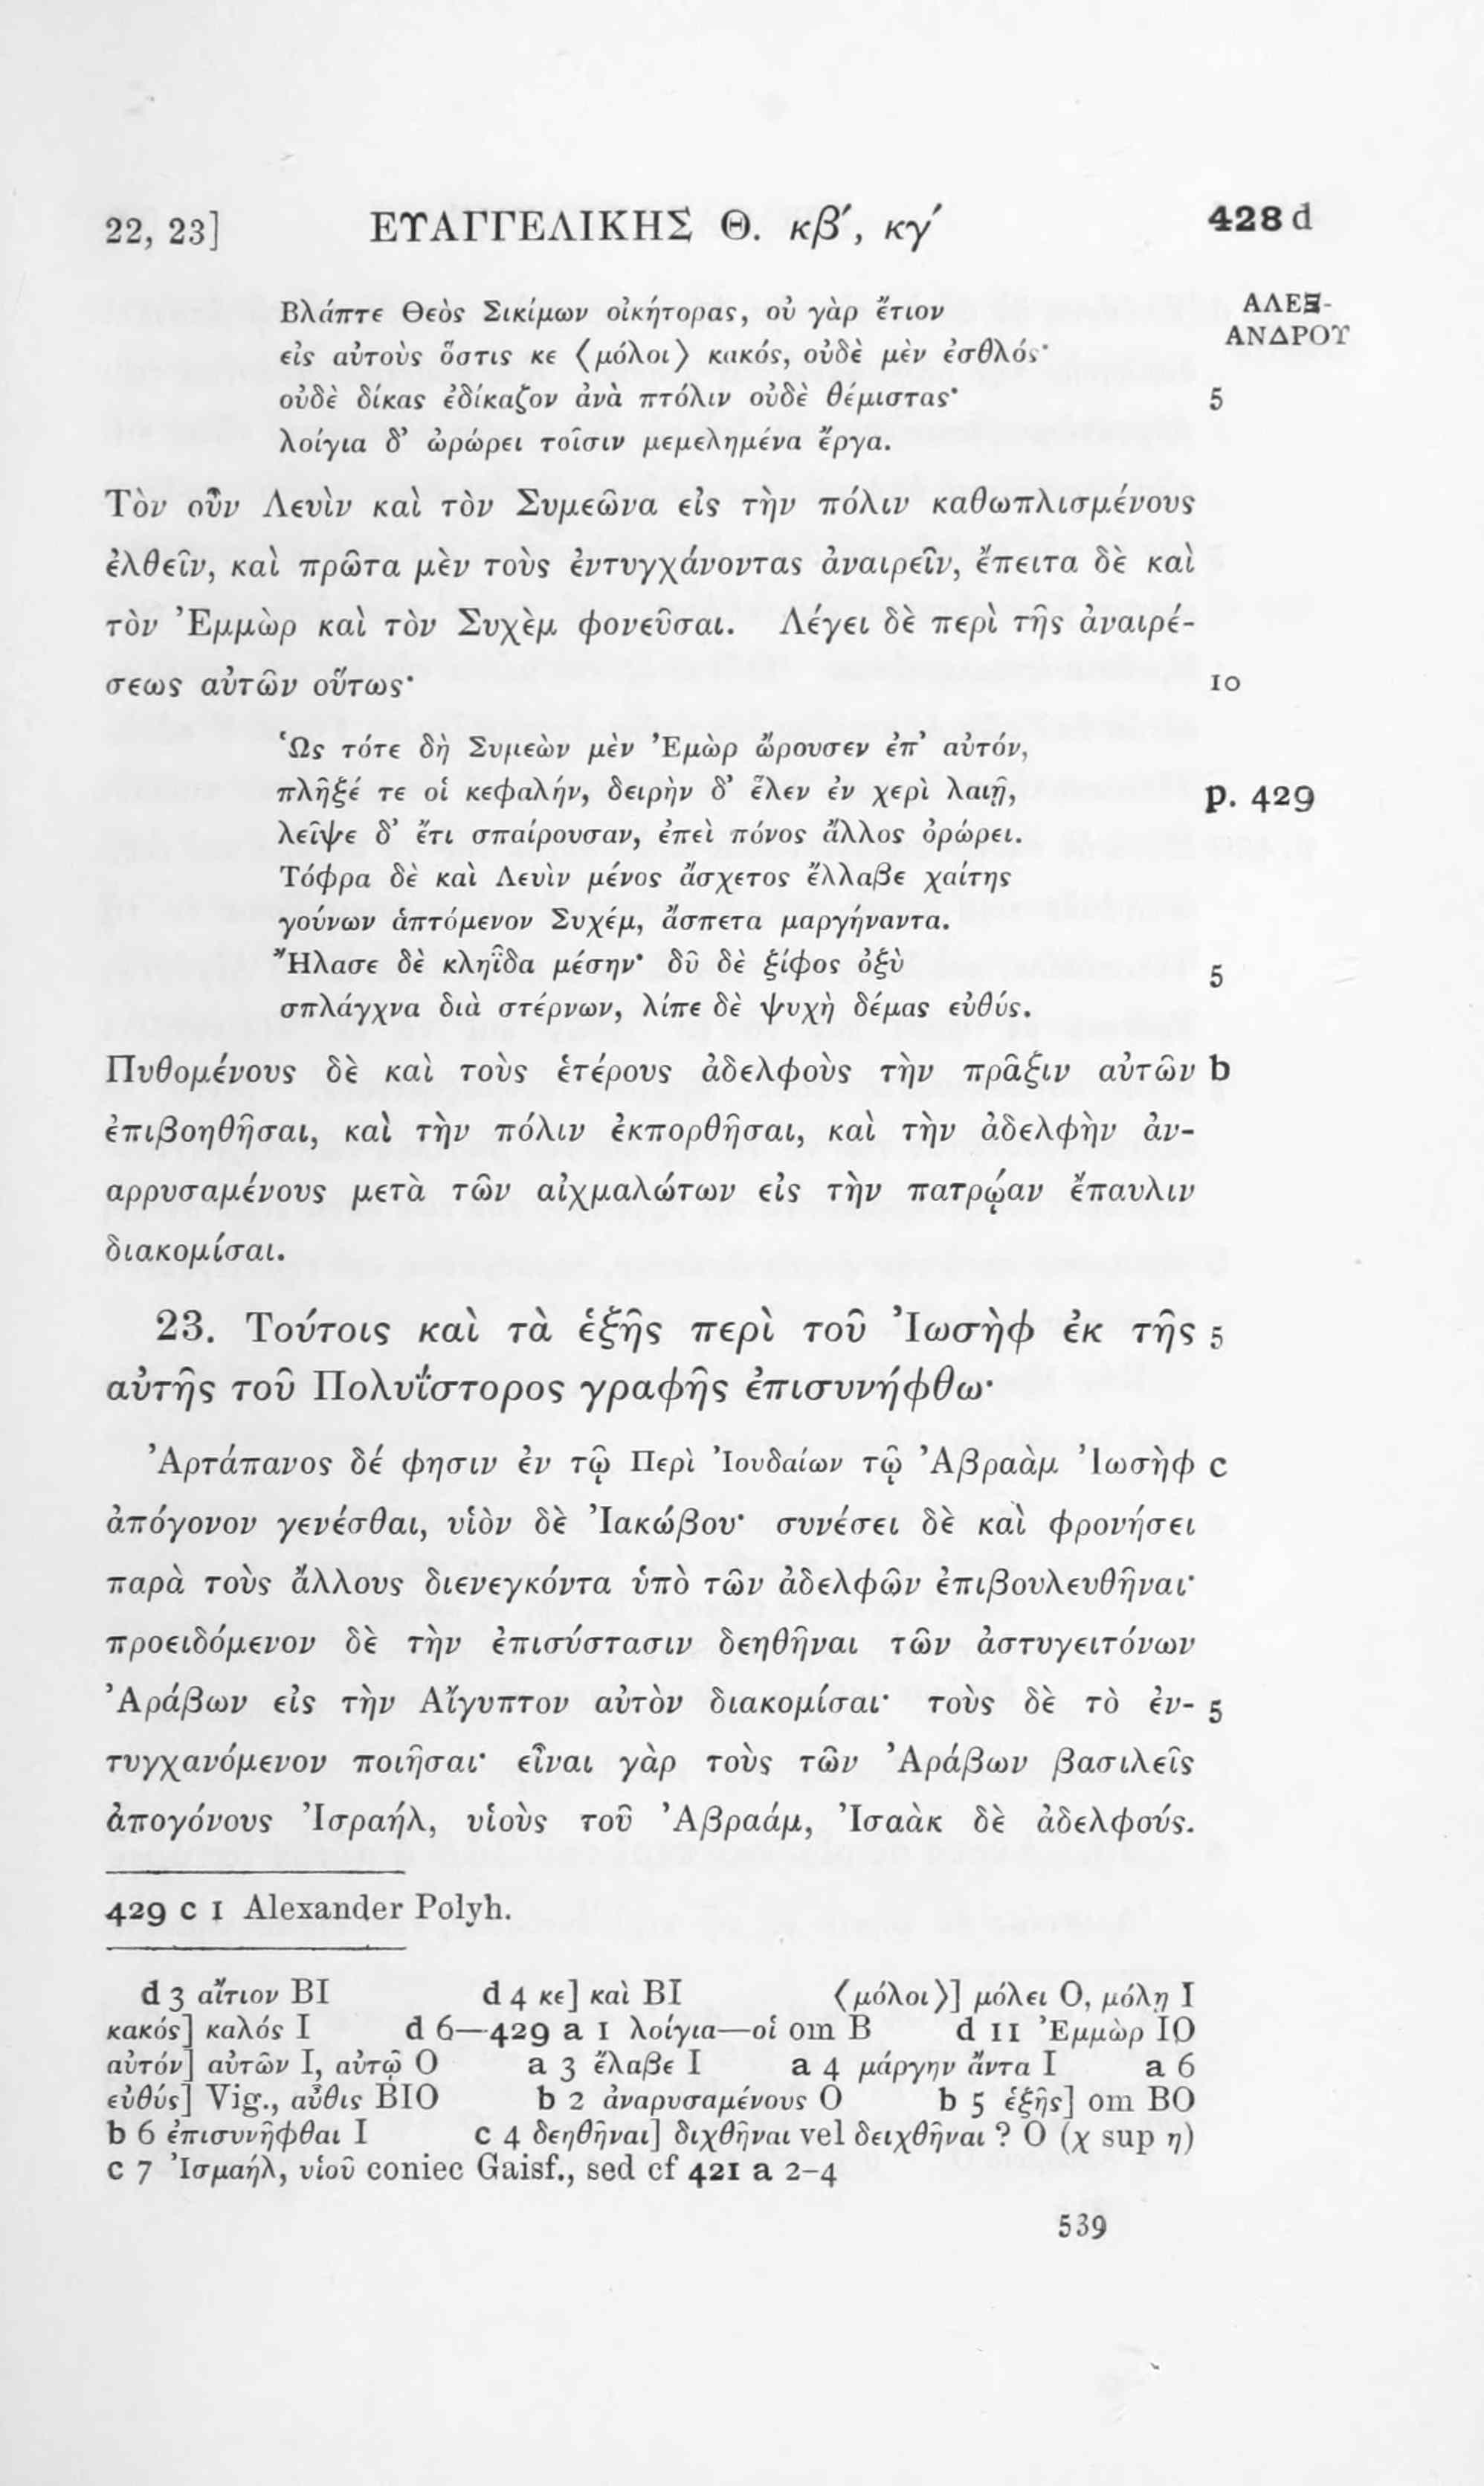 22, 23] ΕΥΑΓΓΕΛΙΚΗΣ Θ. κβ′, κγ′ 428 d
Βλάπτε Θεὸς Σικίμων οἰκήτορας, οὐ γὰρ ἔτιον ΑΛΕΞ-
εἰς αὐτοὺς ὅστις κε ⟨μόλοι⟩ κακός, οὐδὲ μὲν ἐσθλός· ΑΝΔΡΟΥ
οὐδὲ δίκας ἐδίκαζον ἀνὰ πτόλιν οὐδὲ θέμιστας· 5
λοίγια δ’ ὠρώρει τοῖσιν μεμελημένα ἔργα.
Τὸν οὖν Λευὶν καὶ τὸν Συμεῶνα εἰς τὴν πόλιν καθωπλισμένους
ἐλθεῖν, καὶ πρῶτα μὲν τοὺς ἐντυγχάνοντας ἀναιρεῖν, ἔπειτα δὲ καὶ
τὸν Ἐμμὼρ καὶ τὸν Συχὲμ φονεῦσαι. Λέγει δὲ περὶ τῆς ἀναιρέ-
σεως αὐτῶν οὕτως· 10
Ὡς τότε δὴ Συμεὼν μὲν Ἐμὼρ ὤρουσεν ἐπ’ αὐτόν,
πλῆξέ τε οἱ κεφαλήν, δειρὴν δ’ ἕλεν ἐν χερὶ λαιῇ, p. 429
λεῖψε δ’ ἔτι σπαίρουσαν, ἐπεὶ πόνος ἄλλος ὀρώρει.
Τόφρα δὲ καὶ Λευὶν μένος ἄσχετος ἔλλαβε χαίτης
γούνων ἁπτόμενον Συχέμ, ἄσπετα μαργήναντα.
Ἤλασε δὲ κληῖδα μέσην· δῦ δὲ ξίφος ὀξὺ 5
σπλάγχνα διὰ στέρνων, λίπε δὲ ψυχὴ δέμας εὐθύς.
Πυθομένους δὲ καὶ τοὺς ἑτέρους ἀδελφοὺς τὴν πρᾶξιν αὐτῶν b
ἐπιβοηθῆσαι, καὶ τὴν πόλιν ἐκπορθῆσαι, καὶ τὴν ἀδελφὴν ἀν-
αρρυσαμένους μετὰ τῶν αἰχμαλώτων εἰς τὴν πατρῴαν ἔπαυλιν
διακομίσαι.
23. Τούτοις καὶ τὰ ἑξῆς περὶ τοῦ Ἰωσὴφ ἐκ τῆς 5
αὐτῆς τοῦ Πολυΐστορος γραφῆς ἐπισυνήφθω·
Ἀρτάπανος δέ φησιν ἐν τῷ Περὶ Ἰουδαίων τῷ Ἀβραὰμ Ἰωσὴφ c
ἀπόγονον γενέσθαι, υἱὸν δὲ Ἰακώβου· συνέσει δὲ καὶ φρονήσει
παρὰ τοὺς ἄλλους διενεγκόντα ὑπὸ τῶν ἀδελφῶν ἐπιβουλευθῆναι·
προειδόμενον δὲ τὴν ἐπισύστασιν δεηθῆναι τῶν ἀστυγειτόνων
Ἀράβων εἰς τὴν Αἴγυπτον αὐτὸν διακομίσαι· τοὺς δὲ τὸ ἐν- 5
τυγχανόμενον ποιῆσαι· εἶναι γὰρ τοὺς τῶν Ἀράβων βασιλεῖς
ἀπογόνους Ἰσραήλ, υἱοὺς τοῦ Ἀβραάμ, Ἰσαὰκ δὲ ἀδελφούς.
429 c 1 Alexander Polyh.
d 3 αἴτιον BI d 4 κε] καὶ BI ⟨μόλοι⟩] μόλει O, μόλῃ I
κακός] καλός I d 6—429 a 1 λοίγια—οἱ om B d 11 Ἐμμὼρ IO
αὐτόν] αὐτῶν I, αὐτῷ O a 3 ἔλαβε I a 4 μάργην ἄντα I a 6
εὐθύς] Vig., αὖθις BIO b 2 ἀναρυσαμένους O b 5 ἑξῆς] om BO
b 6 ἐπισυνῆφθαι I c 4 δεηθῆναι] διχθῆναι vel δειχθῆναι ? O (χ sup η)
c 7 Ἰσμαήλ, υἱοῦ coniec Gaisf., sed cf 421 a 2–4
539